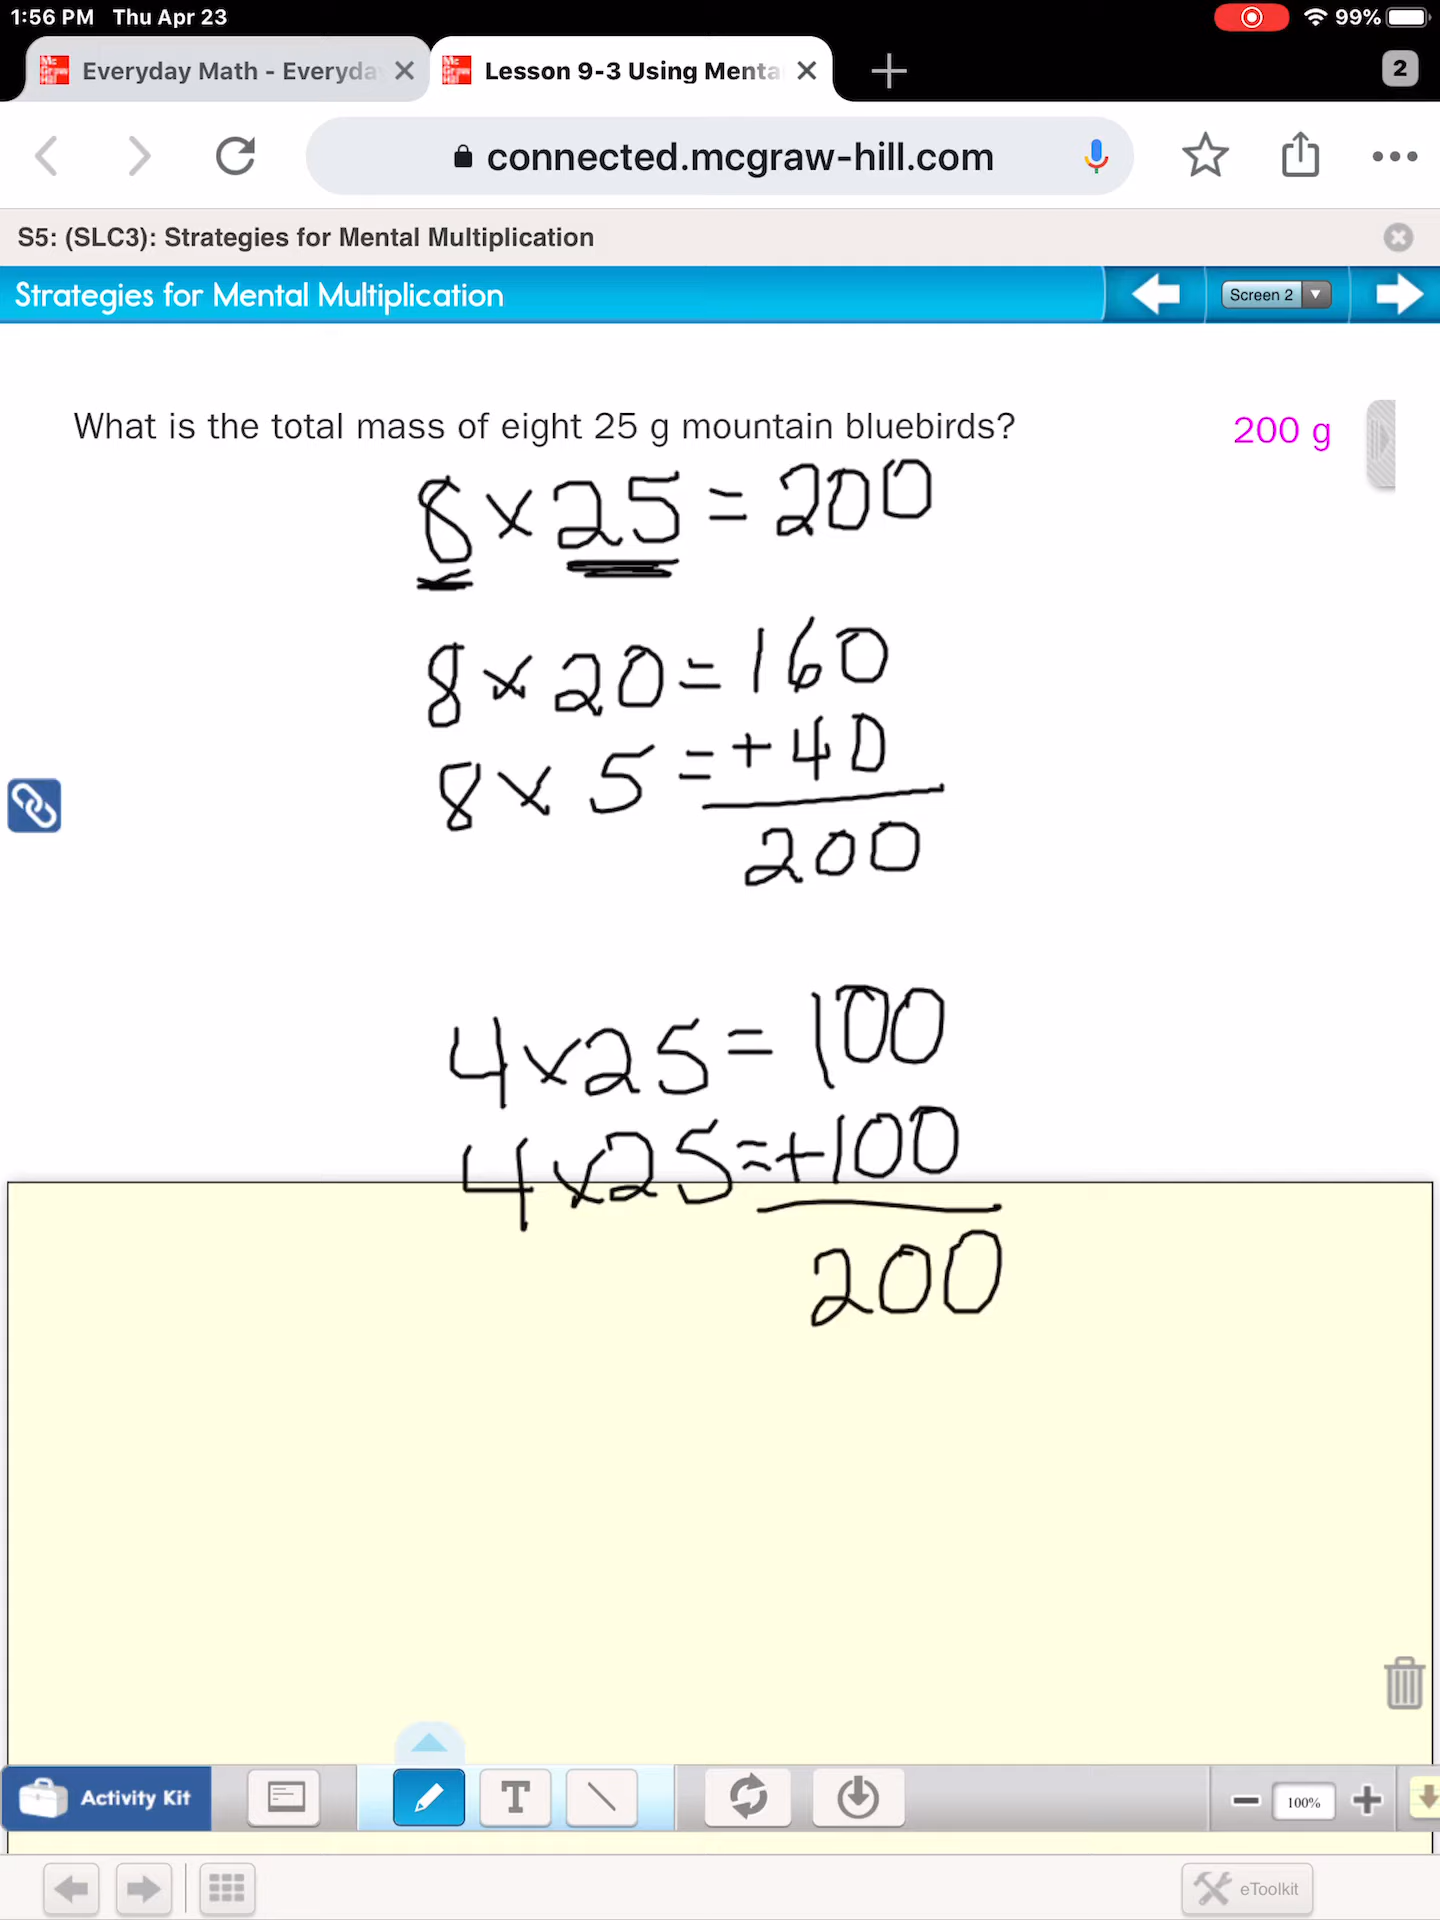 1:56 PM Thu Apr 23 99%
Everyday Math - Everyda
Lesson 9-3 Using Menta
2
connected.mcgraw-hill.com
S5: (SLC3): Strategies for Mental Multiplication
Strategies for Mental Multiplication
Screen 2
What is the total mass of eight 25 g mountain bluebirds? 200 g
8 x 25 = 200
8 x 20 = 160
8 x 5 = + 40
200
4 x 25 = 100
4 x 25 = + 100
200
Activity Kit
T
100%
eToolkit